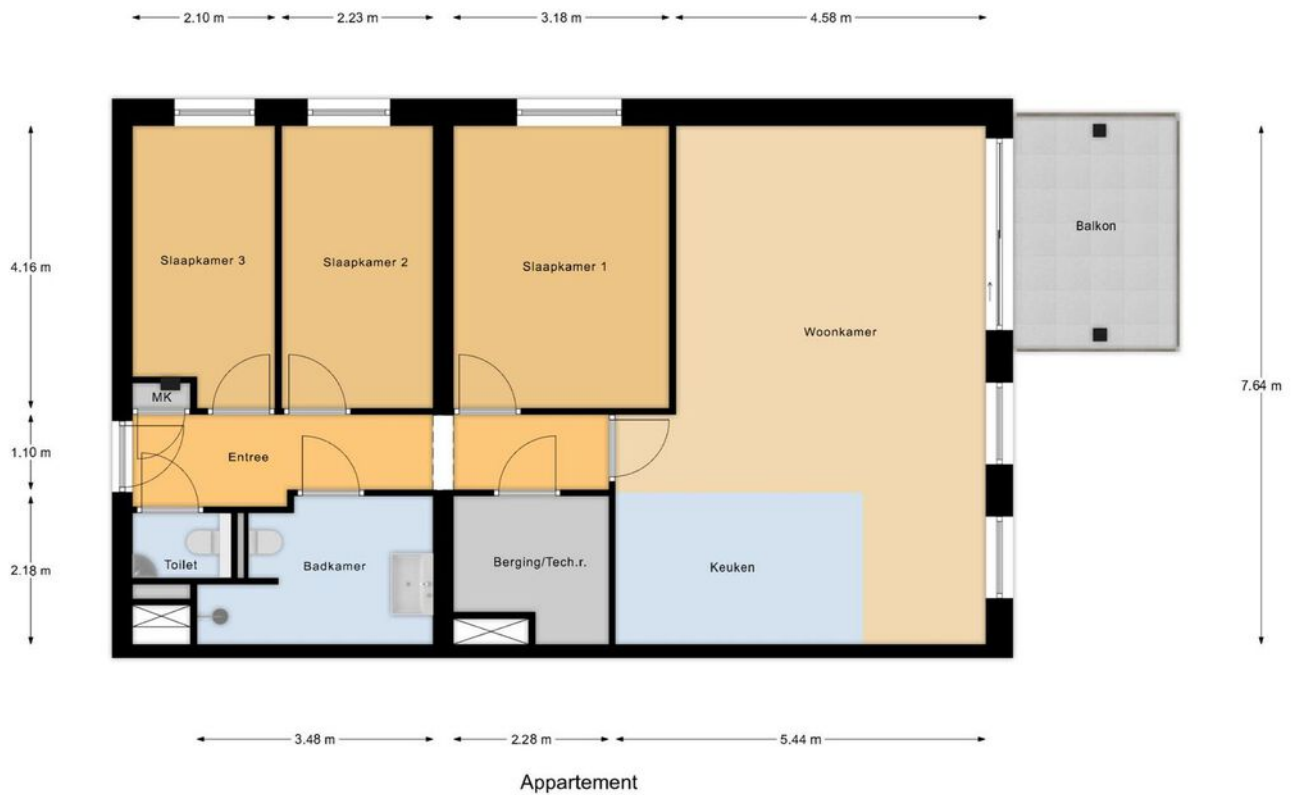 2.10 m
2.23 m
3.18 m
4.58 m
4.16 m
1.10 m
2.18 m
7.64 m
Slaapkamer 3
Slaapkamer 2
Slaapkamer 1
Balkon
Woonkamer
MK
Entree
Toilet
Badkamer
Berging/Tech.r.
Keuken
3.48 m
2.28 m
5.44 m
Appartement